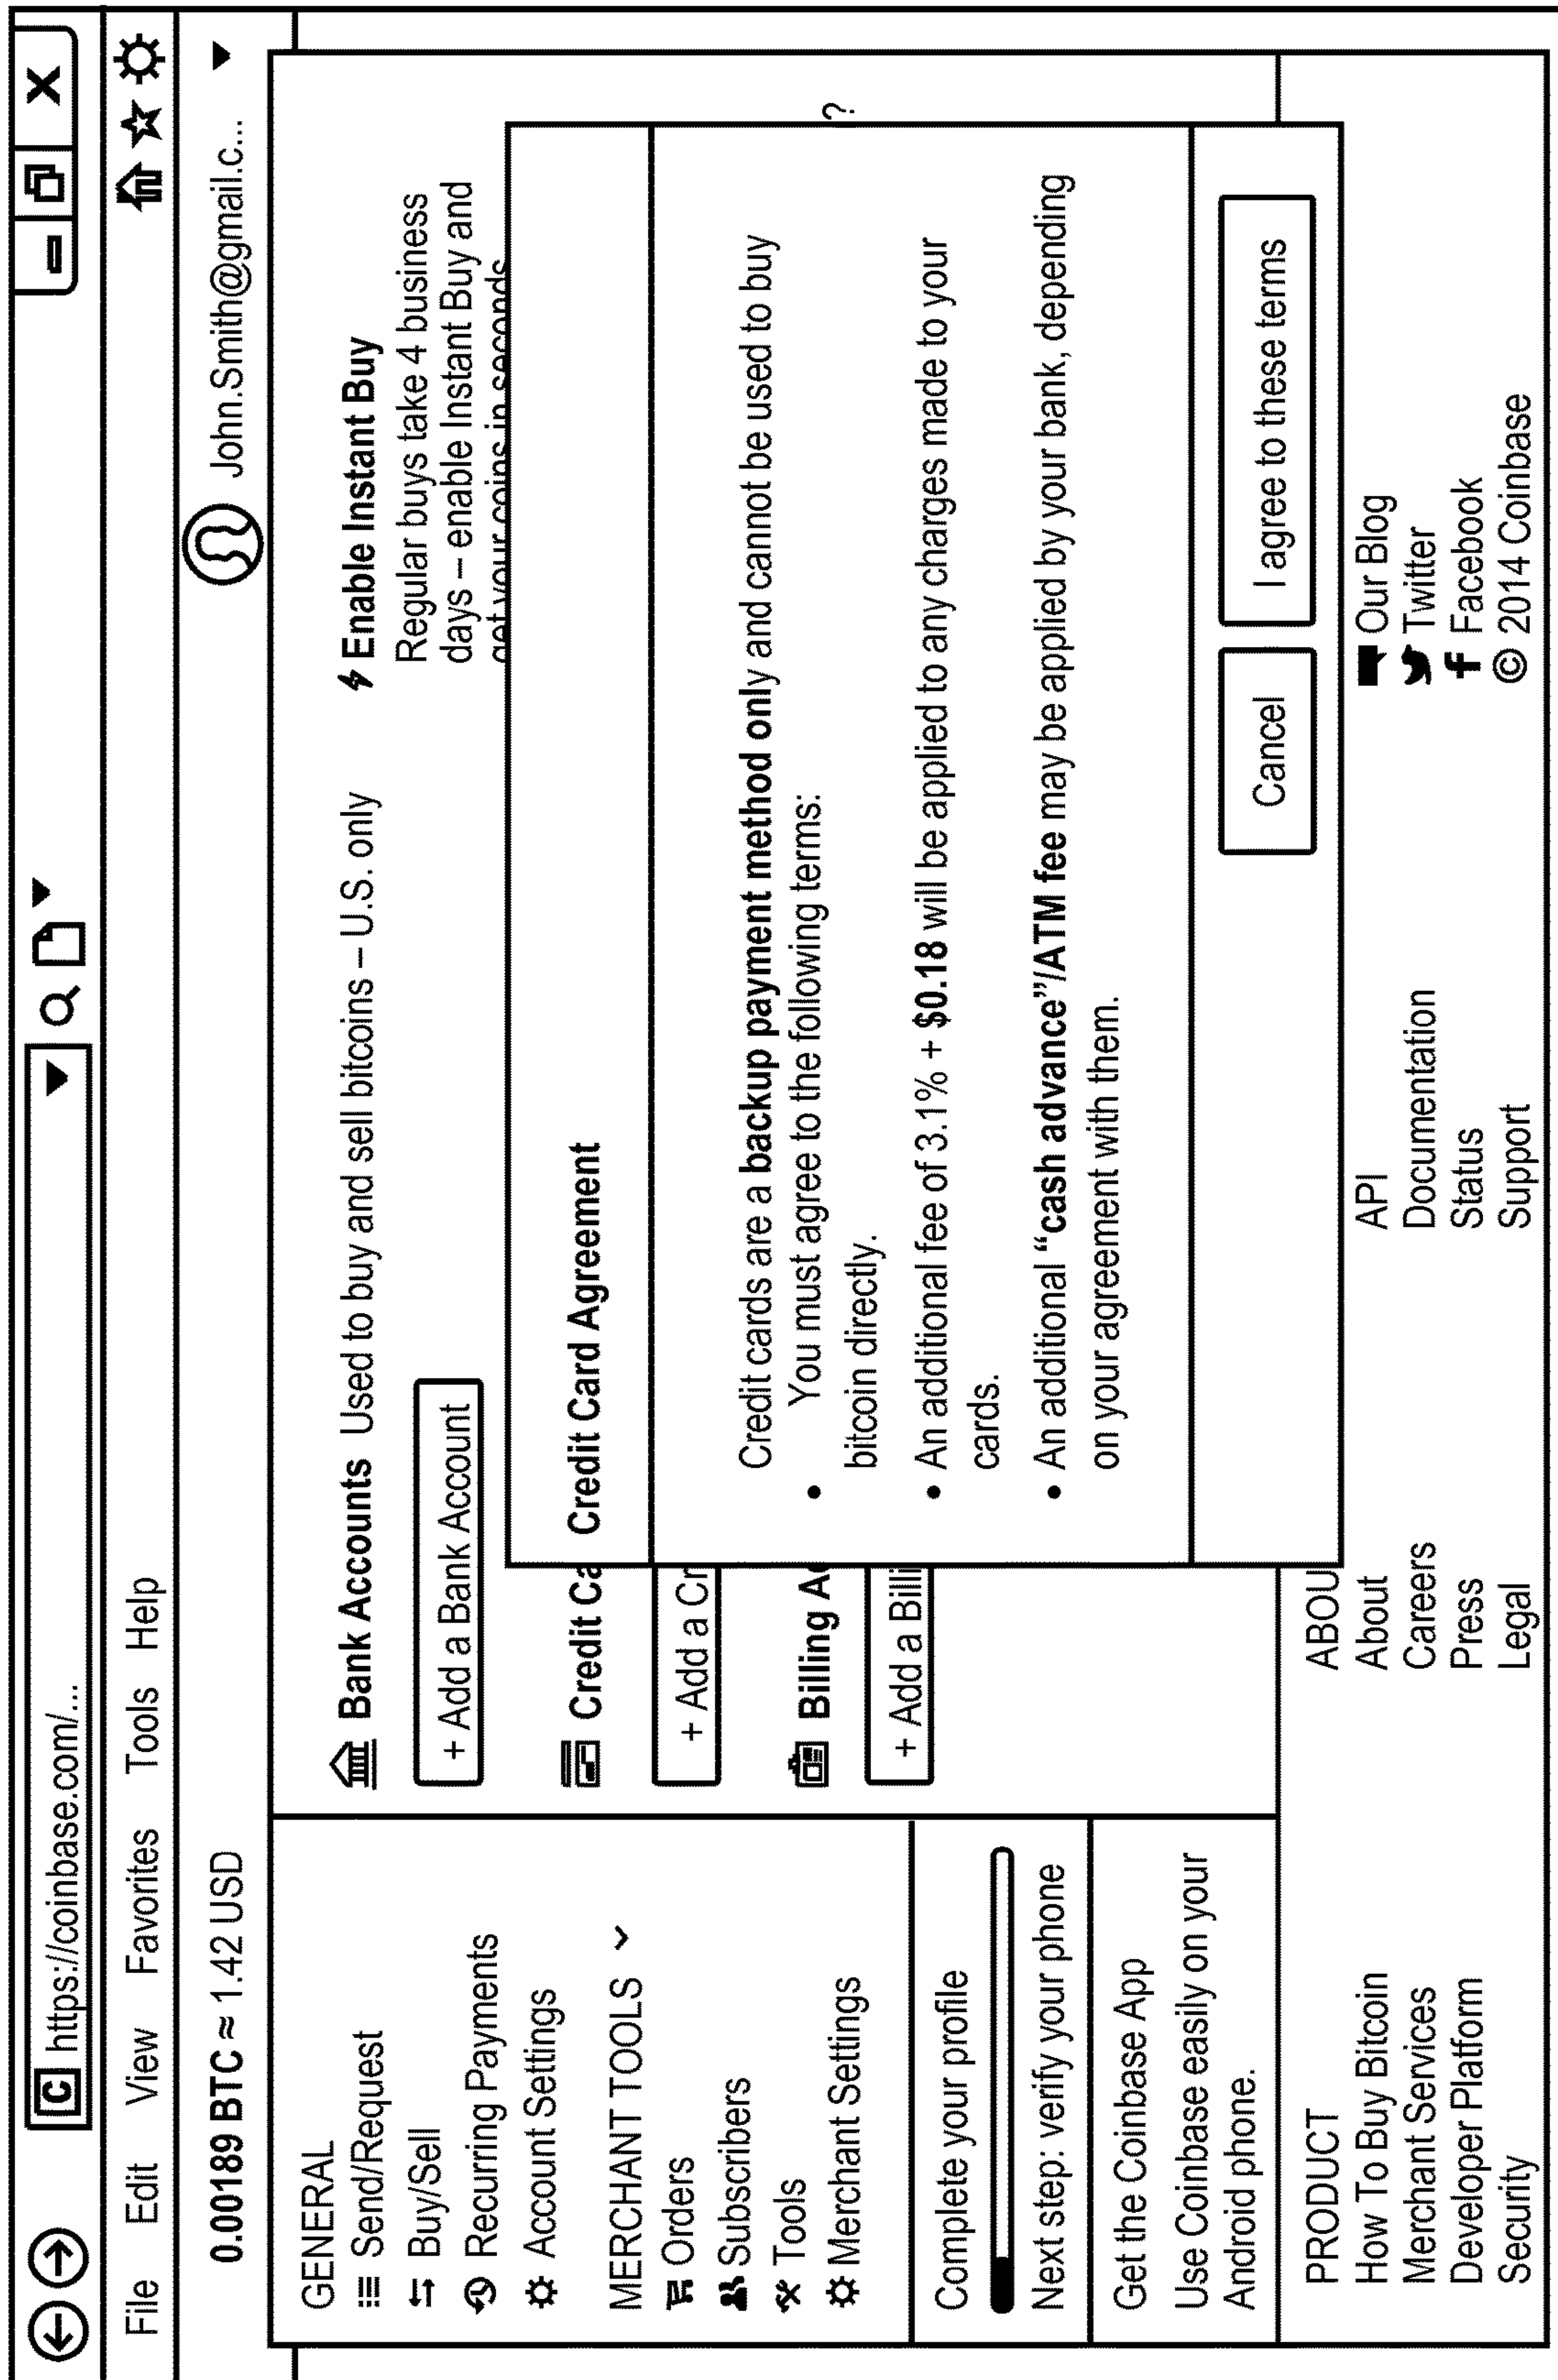 C https://coinbase.com/...
X
File Edit View Favorites Tools Help
0.00189 BTC ≈ 1.42 USD
John.Smith@gmail.c...
GENERAL
Send/Request
Buy/Sell
Recurring Payments
Account Settings
MERCHANT TOOLS
Orders
Subscribers
Tools
Merchant Settings
Complete your profile
Next step: verify your phone
Get the Coinbase App
Use Coinbase easily on your
Android phone.
Bank Accounts Used to buy and sell bitcoins – U.S. only
+ Add a Bank Account
Enable Instant Buy
Regular buys take 4 business
days – enable Instant Buy and
get your coins in seconds
Credit Ca
+ Add a Cr
Billing Ac
+ Add a Billi
?
Credit Card Agreement
Credit cards are a backup payment method only and cannot be used to buy
• You must agree to the following terms:
bitcoin directly.
• An additional fee of 3.1% + $0.18 will be applied to any charges made to your
cards.
• An additional “cash advance”/ATM fee may be applied by your bank, depending
on your agreement with them.
Cancel
I agree to these terms
PRODUCT
How To Buy Bitcoin
Merchant Services
Developer Platform
Security
ABOU
About
Careers
Press
Legal
API
Documentation
Status
Support
Our Blog
Twitter
f Facebook
© 2014 Coinbase